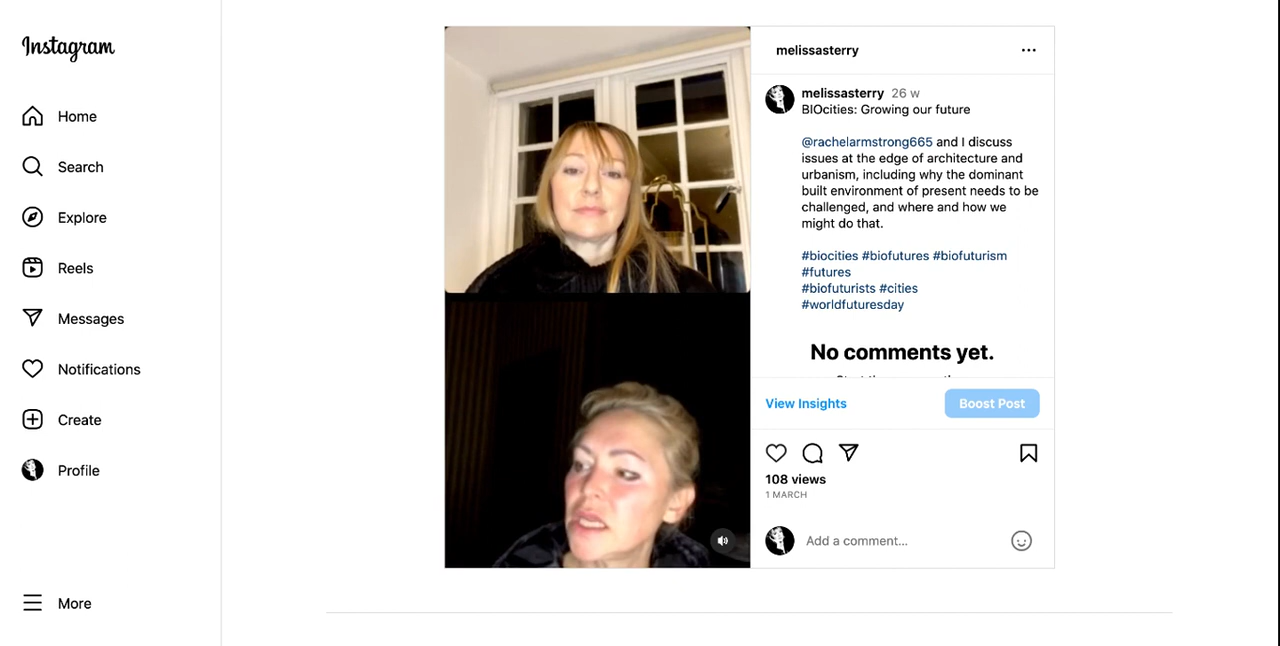 Instagram
Home
Search
Explore
Reels
Messages
Notifications
Create
Profile
More
melissasterry
melissasterry 26 w
BIOcities: Growing our future
@rachelarmstrong665 and I discuss
issues at the edge of architecture and
urbanism, including why the dominant
built environment of present needs to be
challenged, and where and how we
might do that.
#biocities #biofutures #biofuturism
#futures
#biofuturists #cities
#worldfuturesday
No comments yet.
View Insights
Boost Post
108 views
1 MARCH
Add a comment...